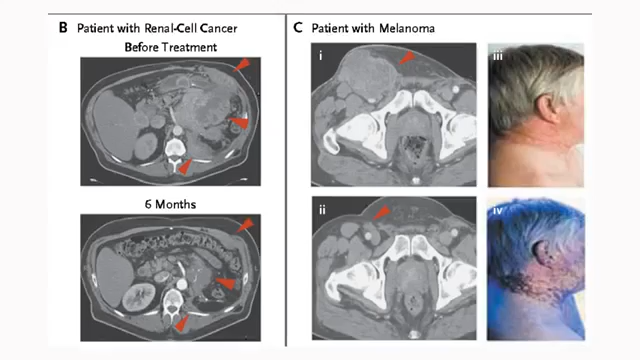 B Patient with Renal-Cell Cancer
Before Treatment
6 Months
C Patient with Melanoma
i
iii
ii
iv